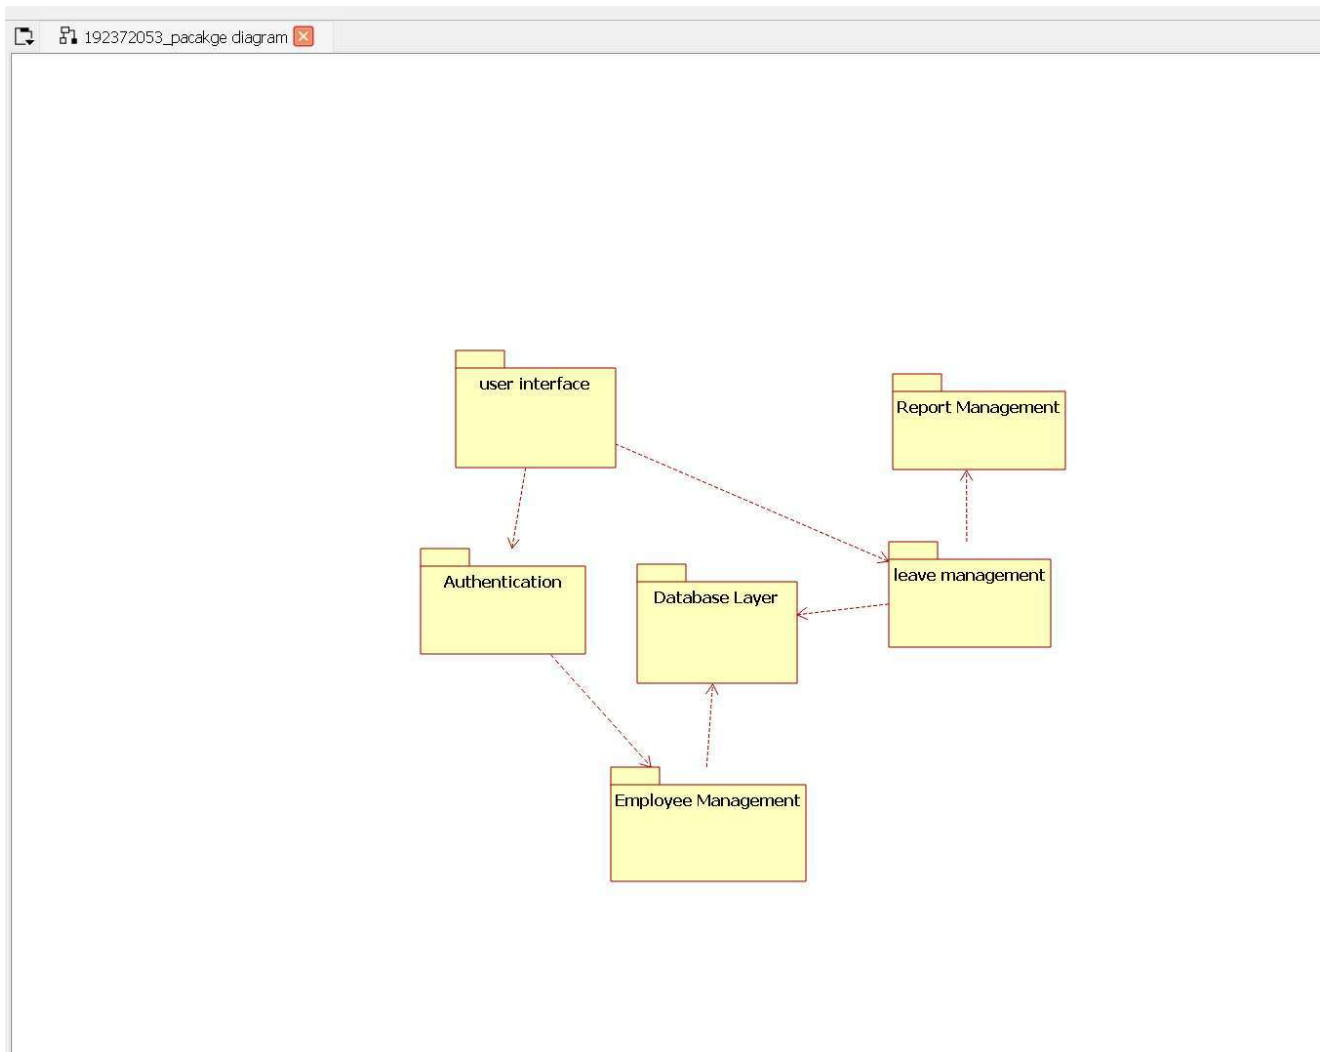 192372053_pacakge diagram
user interface
Report Management
Authentication
Database Layer
leave management
Employee Management